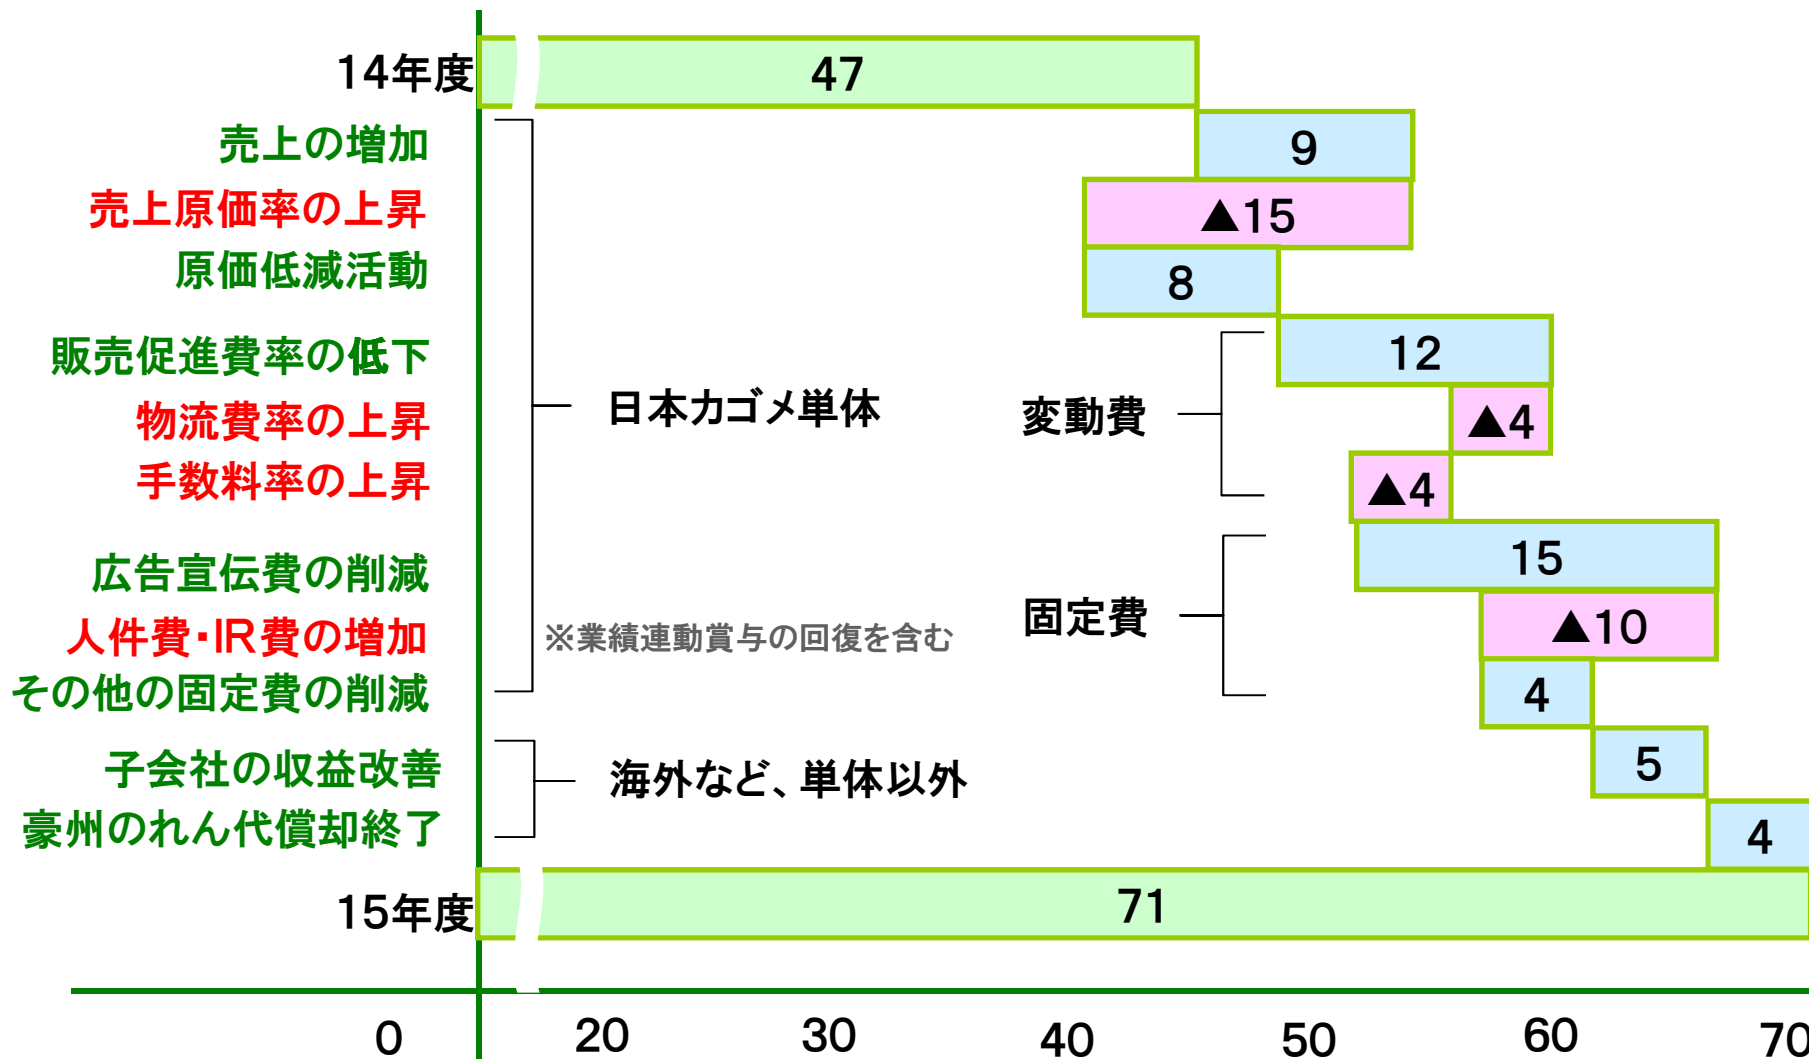 14年度
47
売上の増加
9
売上原価率の上昇
▲15
原価低減活動
8
販売促進費率の低下
12
日本カゴメ単体
変動費
物流費率の上昇
▲4
手数料率の上昇
▲4
広告宣伝費の削減
15
固定費
人件費・IR費の増加
※業績連動賞与の回復を含む
▲10
その他の固定費の削減
4
子会社の収益改善
5
海外など、単体以外
豪州のれん代償却終了
4
15年度
71
0 20 30 40 50 60 70